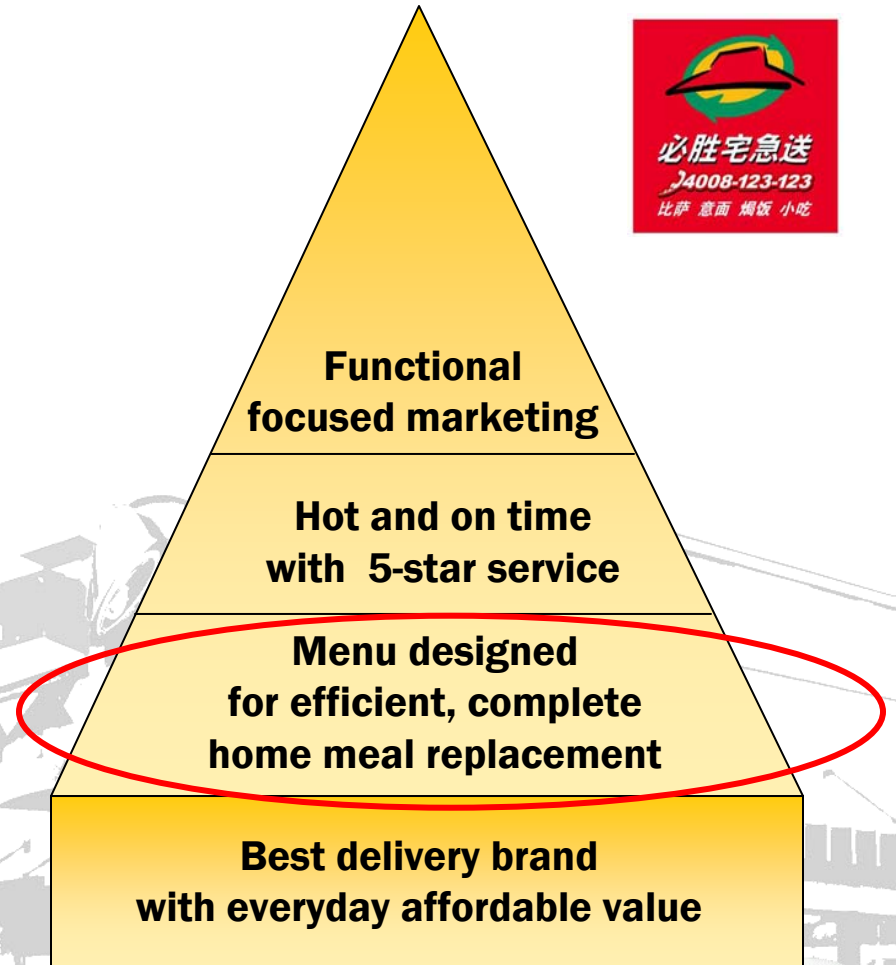 必胜宅急送
4008-123-123
比萨 意面 焗饭 小吃
Functional
focused marketing
Hot and on time
with 5-star service
Menu designed
for efficient, complete
home meal replacement
Best delivery brand
with everyday affordable value